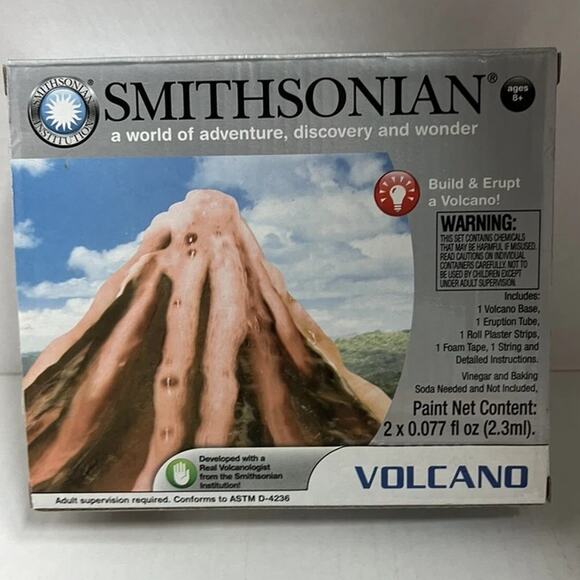 SMITHSONIAN INSTITUTION
SMITHSONIAN®
ages
8+
a world of adventure, discovery and wonder
Build & Erupt
a Volcano!
WARNING:
THIS SET CONTAINS CHEMICALS
THAT MAY BE HARMFUL IF MISUSED.
READ CAUTIONS ON INDIVIDUAL
CONTAINERS CAREFULLY. NOT TO
BE USED BY CHILDREN EXCEPT
UNDER ADULT SUPERVISION.
Includes:
1 Volcano Base,
1 Eruption Tube,
1 Roll Plaster Strips,
1 Foam Tape, 1 String and
Detailed Instructions.
Vinegar and Baking
Soda Needed and Not Included,
Paint Net Content:
2 x 0.077 fl oz (2.3ml).
Developed with a
Real Volcanologist
from the Smithsonian
Institution!
VOLCANO
Adult supervision required. Conforms to ASTM D-4236